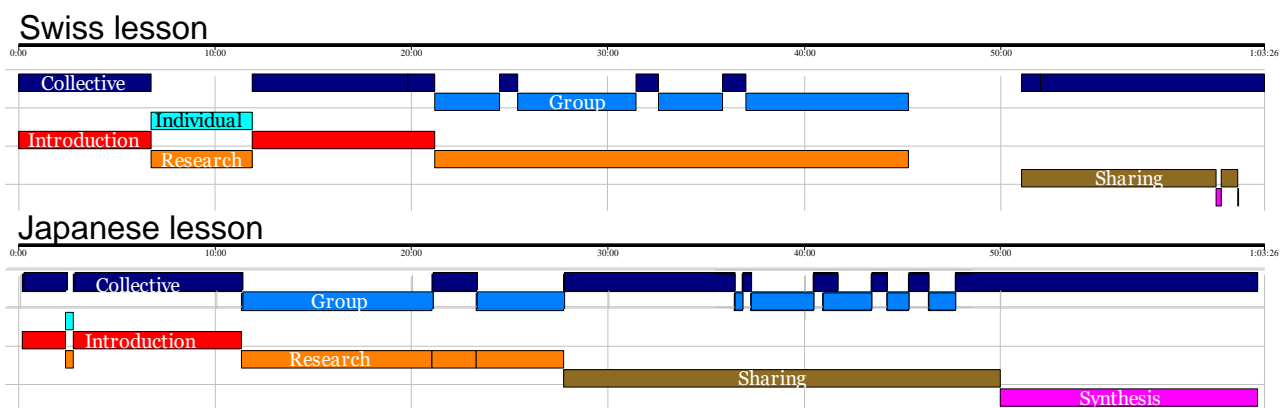 Swiss lesson
0:00 10:00 20:00 30:00 40:00 50:00 1:03:26
Collective
Group
Individual
Introduction
Research
Sharing
Japanese lesson
0:00 10:00 20:00 30:00 40:00 50:00 1:03:26
Collective
Group
Introduction
Research
Sharing
Synthesis